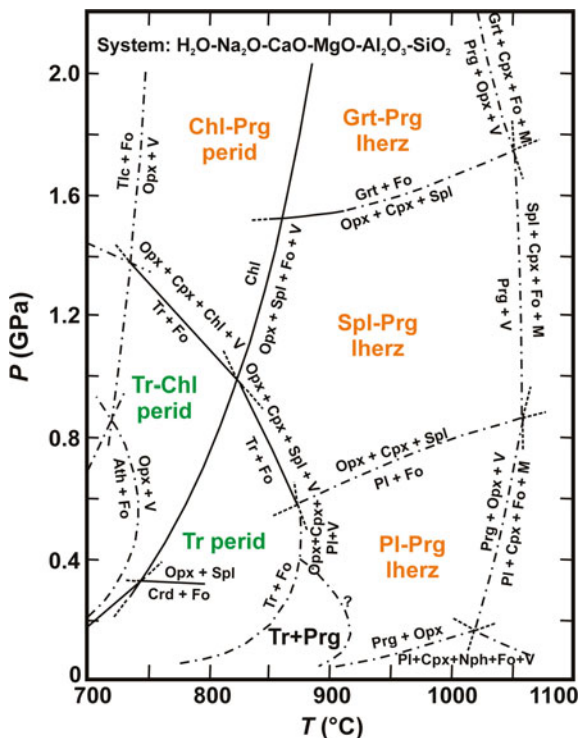 System: H₂O-Na₂O-CaO-MgO-Al₂O₃-SiO₂
2.0
1.6
1.2
0.8
0.4
0
P (GPa)
700
800
900
1000
1100
T (°C)
Chl-Prg
perid
Grt-Prg
lherz
Grt + Cpx + Fo + M
Prg + Opx + V
Tlc + Fo
Opx + V
Grt + Fo
Opx + Cpx + Spl
Chl
Opx + Spl + Fo + V
Opx + Cpx + Chl + V
Tr + Fo
Spl-Prg
lherz
Spl + Cpx + Fo + M
Prg + V
Tr-Chl
perid
Opx + Cpx + Spl + V
Tr + Fo
Opx + Cpx + Spl
Pl + Fo
Opx + V
Ath + Fo
Tr perid
Opx+Cpx+
Pl+V
Pl-Prg
lherz
Prg + Opx + V
Pl + Cpx + Fo + M
Opx + Spl
Crd + Fo
Tr + Fo
?
Tr+Prg
Prg + Opx
Pl+Cpx+Nph+Fo+V